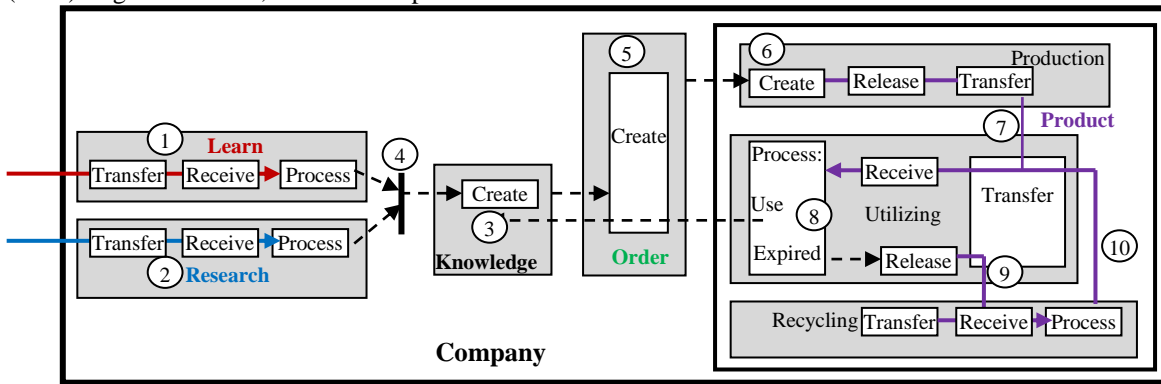 6
Production
Create
Release
Transfer
5
Create
Order
1
Learn
Transfer
Receive
Process
4
2
Research
Transfer
Receive
Process
Create
3
Knowledge
7
Product
Process:
Use
Expired
8
Receive
Utilizing
Transfer
Release
9
10
Recycling
Transfer
Receive
Process
Company